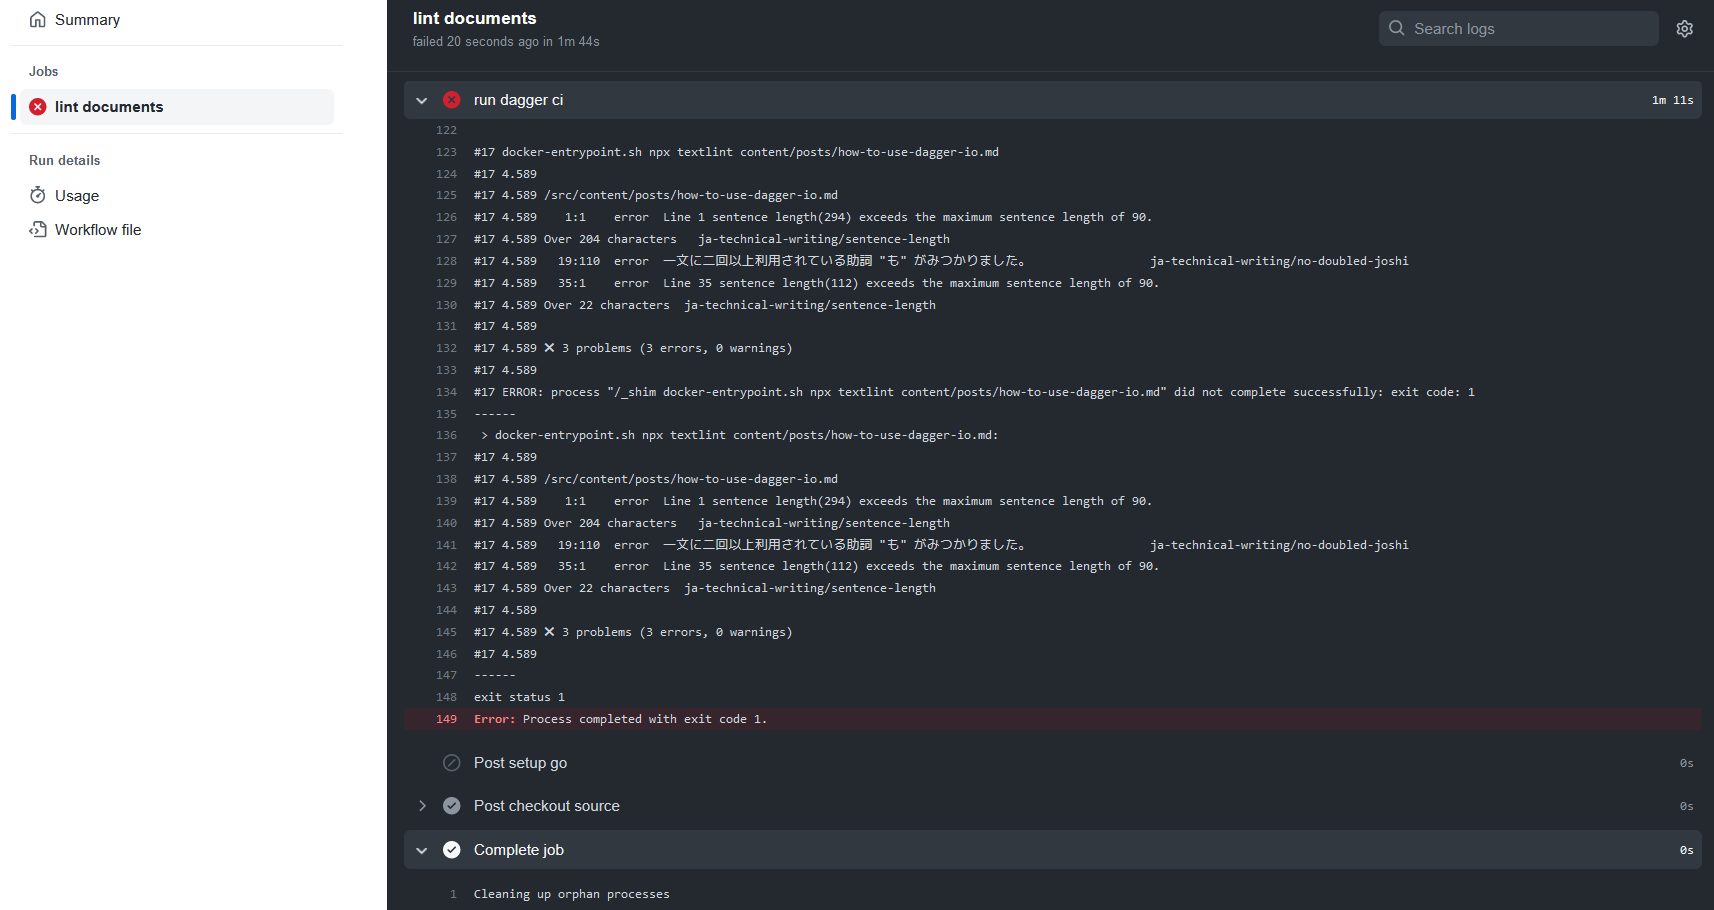 Summary
Jobs
lint documents
Run details
Usage
Workflow file
lint documents
failed 20 seconds ago in 1m 44s
Search logs
run dagger ci 1m 11s
122
123 #17 docker-entrypoint.sh npx textlint content/posts/how-to-use-dagger-io.md
124 #17 4.589
125 #17 4.589 /src/content/posts/how-to-use-dagger-io.md
126 #17 4.589 1:1 error Line 1 sentence length(294) exceeds the maximum sentence length of 90.
127 #17 4.589 Over 204 characters ja-technical-writing/sentence-length
128 #17 4.589 19:110 error 一文に二回以上利用されている助詞 "も" がみつかりました。 ja-technical-writing/no-doubled-joshi
129 #17 4.589 35:1 error Line 35 sentence length(112) exceeds the maximum sentence length of 90.
130 #17 4.589 Over 22 characters ja-technical-writing/sentence-length
131 #17 4.589
132 #17 4.589 ✖ 3 problems (3 errors, 0 warnings)
133 #17 4.589
134 #17 ERROR: process "/_shim docker-entrypoint.sh npx textlint content/posts/how-to-use-dagger-io.md" did not complete successfully: exit code: 1
135 ------
136 > docker-entrypoint.sh npx textlint content/posts/how-to-use-dagger-io.md:
137 #17 4.589
138 #17 4.589 /src/content/posts/how-to-use-dagger-io.md
139 #17 4.589 1:1 error Line 1 sentence length(294) exceeds the maximum sentence length of 90.
140 #17 4.589 Over 204 characters ja-technical-writing/sentence-length
141 #17 4.589 19:110 error 一文に二回以上利用されている助詞 "も" がみつかりました。 ja-technical-writing/no-doubled-joshi
142 #17 4.589 35:1 error Line 35 sentence length(112) exceeds the maximum sentence length of 90.
143 #17 4.589 Over 22 characters ja-technical-writing/sentence-length
144 #17 4.589
145 #17 4.589 ✖ 3 problems (3 errors, 0 warnings)
146 #17 4.589
147 ------
148 exit status 1
149 Error: Process completed with exit code 1.
Post setup go 0s
Post checkout source 0s
Complete job 0s
1 Cleaning up orphan processes